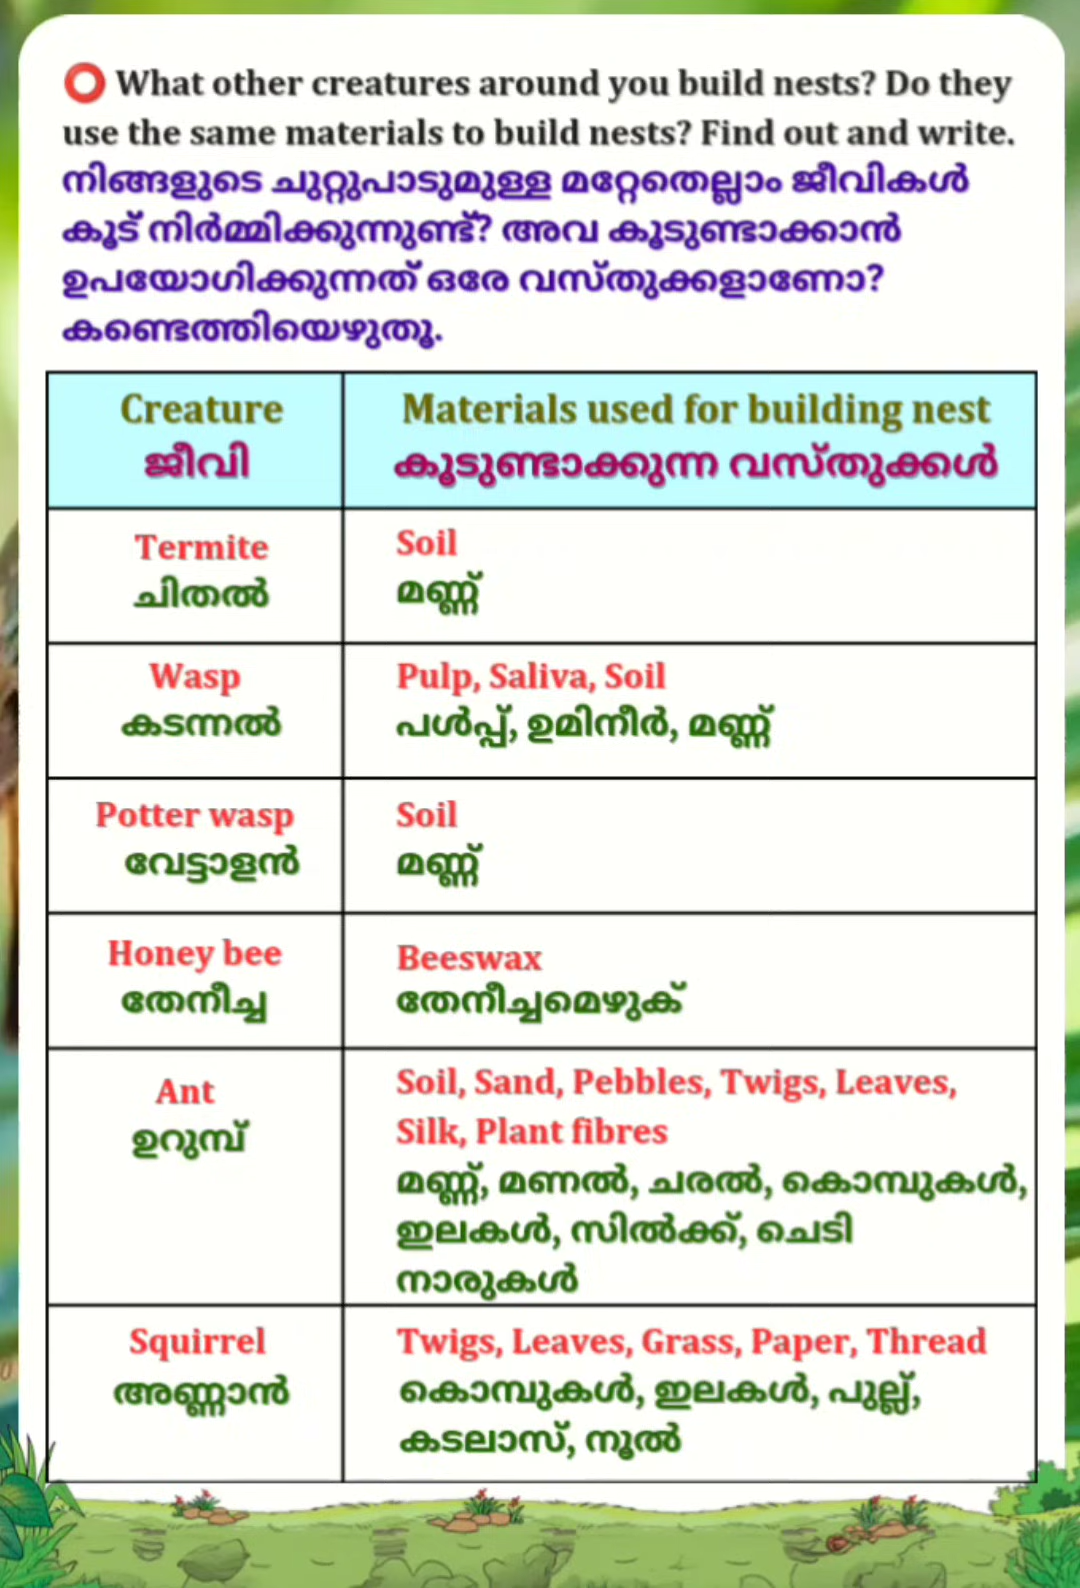 What other creatures around you build nests? Do they
use the same materials to build nests? Find out and write.
നിങ്ങളുടെ ചുറ്റുപാടുമുള്ള മറ്റേതെല്ലാം ജീവികൾ
കൂട് നിർമ്മിക്കുന്നുണ്ട്? അവ കൂടുണ്ടാക്കാൻ
ഉപയോഗിക്കുന്നത് ഒരേ വസ്തുക്കളാണോ?
കണ്ടെത്തിയെഴുതൂ.
Creature
ജീവി
Materials used for building nest
കൂടുണ്ടാക്കുന്ന വസ്തുക്കൾ
Termite
ചിതൽ
Soil
മണ്ണ്
Wasp
കടന്നൽ
Pulp, Saliva, Soil
പൾപ്പ്, ഉമിനീർ, മണ്ണ്
Potter wasp
വേട്ടാളൻ
Soil
മണ്ണ്
Honey bee
തേനീച്ച
Beeswax
തേനീച്ചമെഴുക്
Ant
ഉറുമ്പ്
Soil, Sand, Pebbles, Twigs, Leaves,
Silk, Plant fibres
മണ്ണ്, മണൽ, ചരൽ, കൊമ്പുകൾ,
ഇലകൾ, സിൽക്ക്, ചെടി
നാരുകൾ
Squirrel
അണ്ണാൻ
Twigs, Leaves, Grass, Paper, Thread
കൊമ്പുകൾ, ഇലകൾ, പുല്ല്,
കടലാസ്, നൂൽ